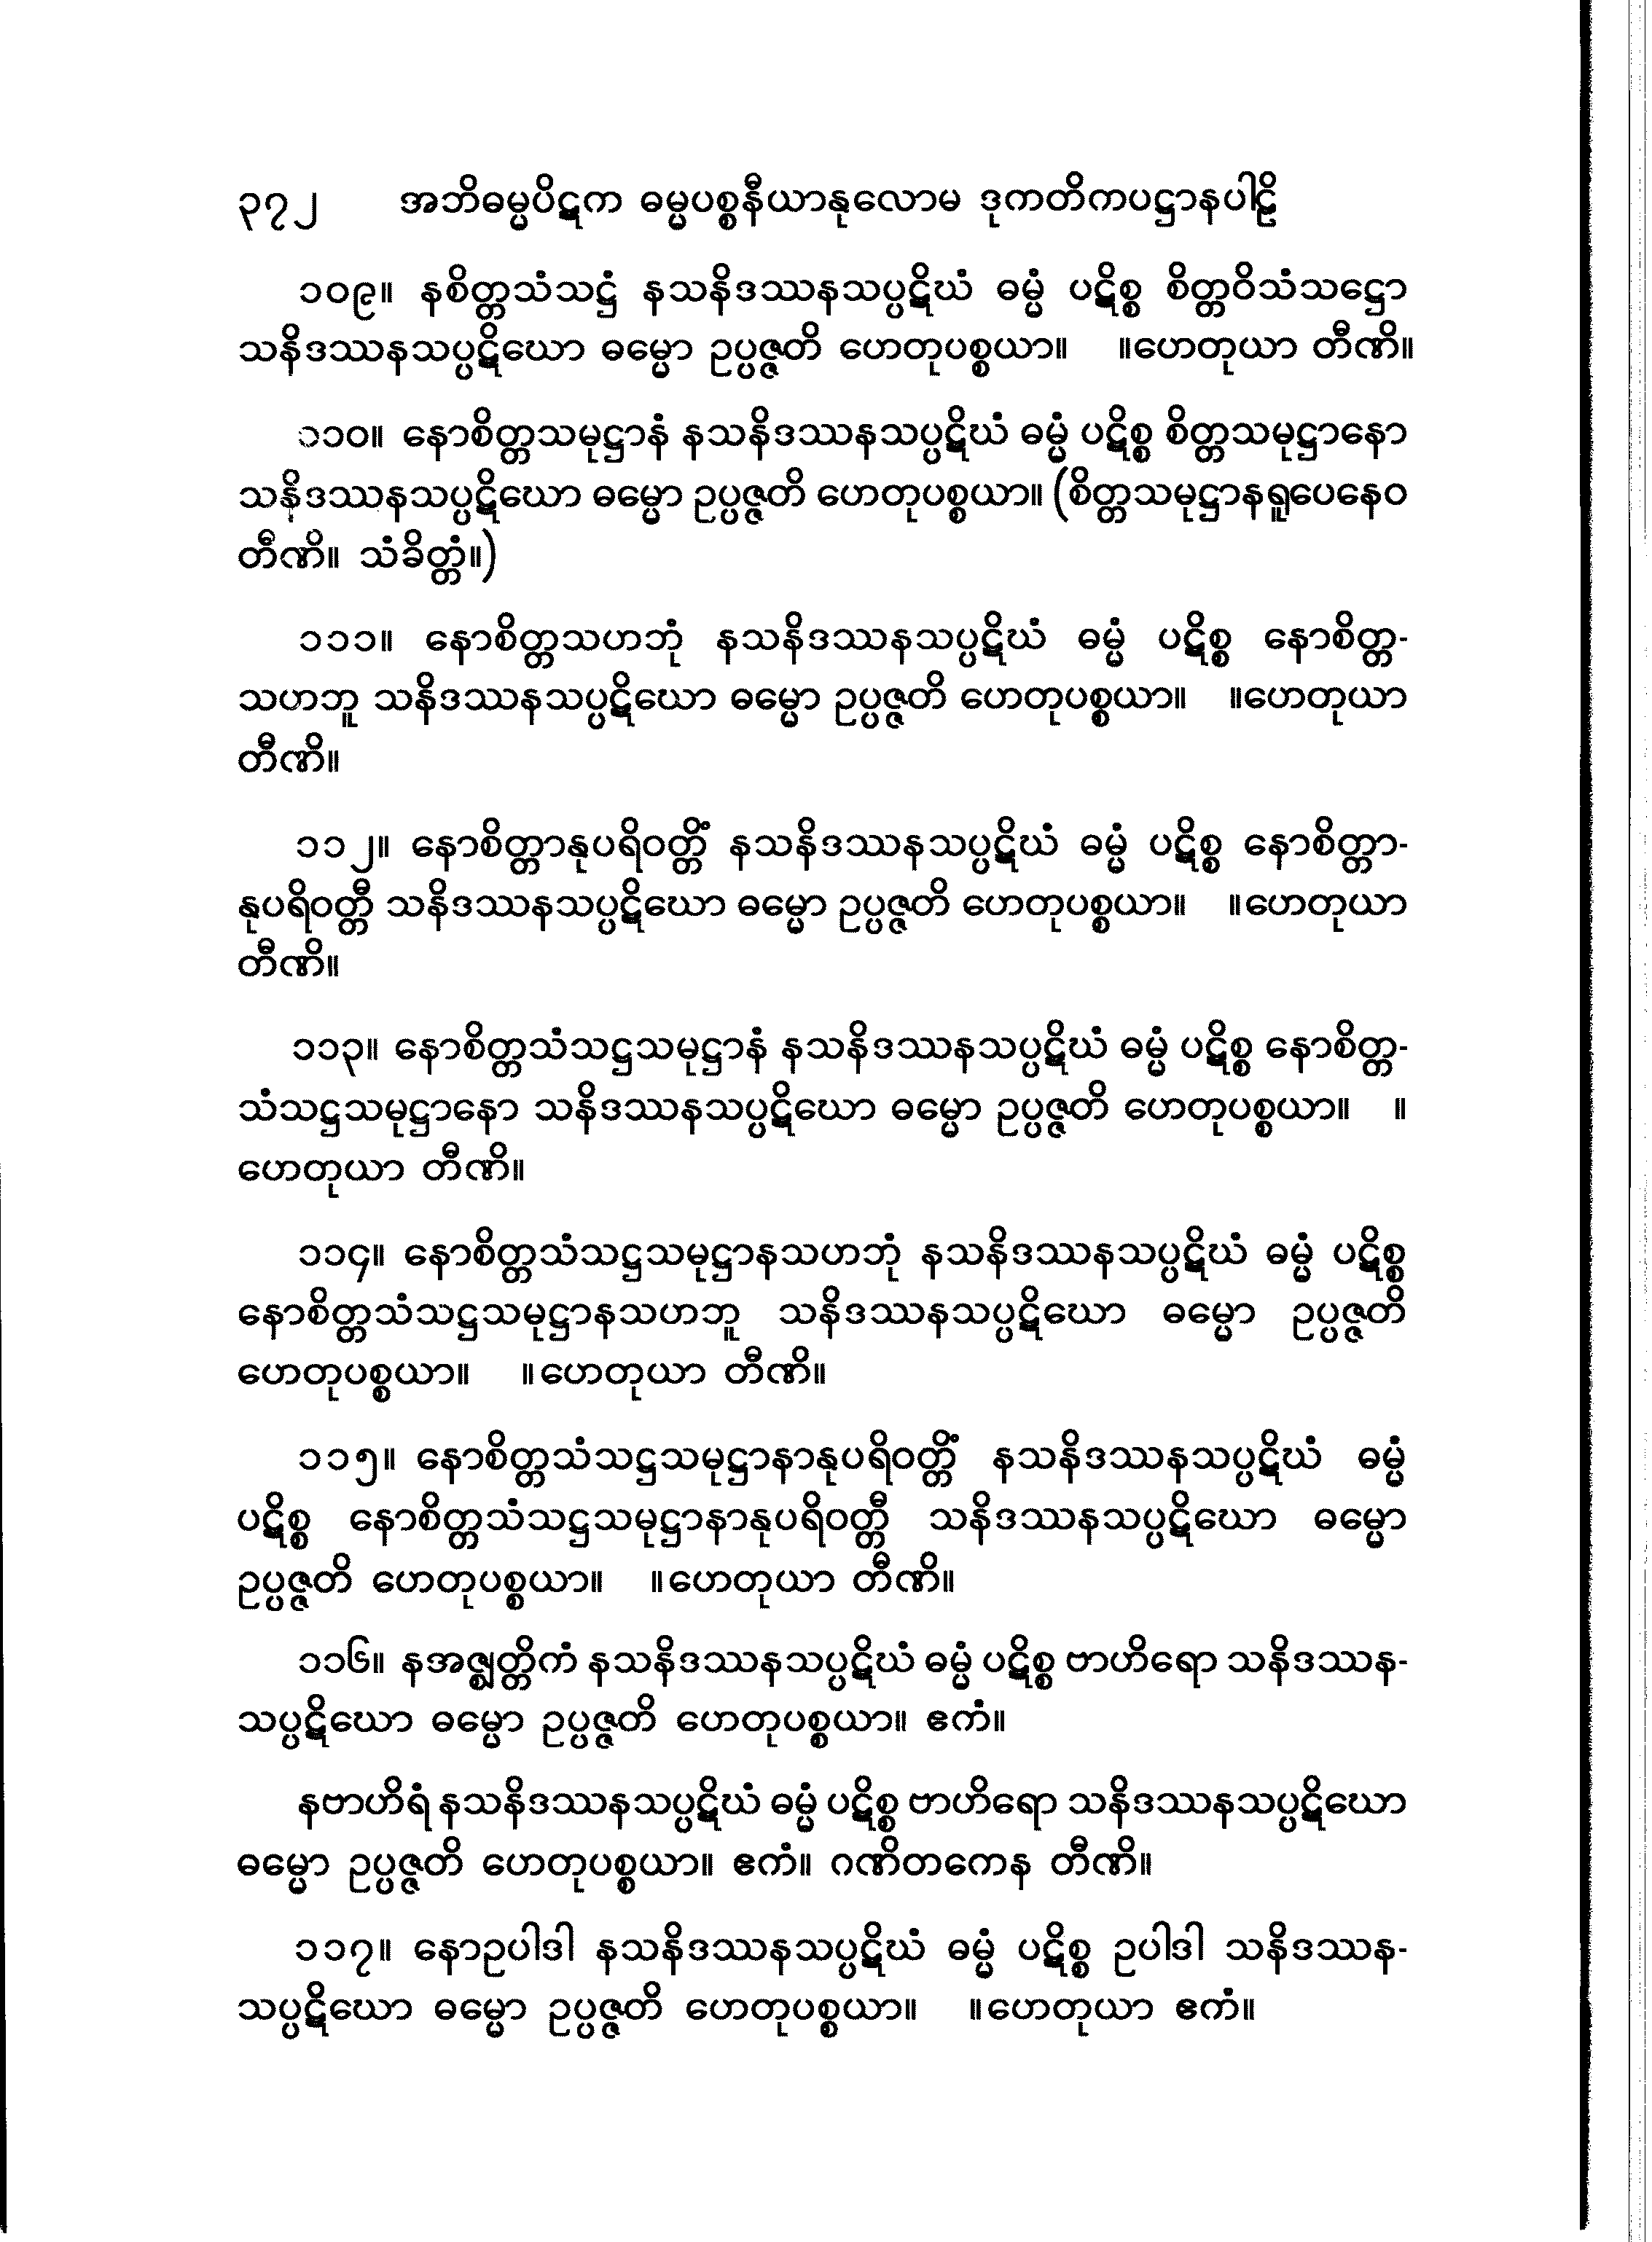 ၃၇၂ အဘိဓမ္မပိဋက ဓမ္မပစ္စနီယာနုလောမ ဒုကတိကပဋ္ဌာနပါဠိ
၁၀၉။ နစိတ္တသံသဋ္ဌံ နသနိဒဿနသပ္ပဋိဃံ ဓမ္မံ ပဋိစ္စ စိတ္တဝိသံသဋ္ဌော
သနိဒဿနသပ္ပဋိဃော ဓမ္မော ဥပ္ပဇ္ဇတိ ဟေတုပစ္စယာ။ ။ဟေတုယာ တီဏိ။
၁၁၀။ နောစိတ္တသမုဋ္ဌာနံ နသနိဒဿနသပ္ပဋိဃံ ဓမ္မံ ပဋိစ္စ စိတ္တသမုဋ္ဌာနော
သနိဒဿနသပ္ပဋိဃော ဓမ္မော ဥပ္ပဇ္ဇတိ ဟေတုပစ္စယာ။ (စိတ္တသမုဋ္ဌာနရူပေနေဝ
တီဏိ။ သံခိတ္တံ။)
၁၁၁။ နောစိတ္တသဟဘုံ နသနိဒဿနသပ္ပဋိဃံ ဓမ္မံ ပဋိစ္စ နောစိတ္တ-
သဟဘူ သနိဒဿနသပ္ပဋိဃော ဓမ္မော ဥပ္ပဇ္ဇတိ ဟေတုပစ္စယာ။ ။ဟေတုယာ
တီဏိ။
၁၁၂။ နောစိတ္တာနုပရိဝတ္တိံ နသနိဒဿနသပ္ပဋိဃံ ဓမ္မံ ပဋိစ္စ နောစိတ္တာ-
နုပရိဝတ္တီ သနိဒဿနသပ္ပဋိဃော ဓမ္မော ဥပ္ပဇ္ဇတိ ဟေတုပစ္စယာ။ ။ဟေတုယာ
တီဏိ။
၁၁၃။ နောစိတ္တသံသဋ္ဌသမုဋ္ဌာနံ နသနိဒဿနသပ္ပဋိဃံ ဓမ္မံ ပဋိစ္စ နောစိတ္တ-
သံသဋ္ဌသမုဋ္ဌာနော သနိဒဿနသပ္ပဋိဃော ဓမ္မော ဥပ္ပဇ္ဇတိ ဟေတုပစ္စယာ။ ။
ဟေတုယာ တီဏိ။
၁၁၄။ နောစိတ္တသံသဋ္ဌသမုဋ္ဌာနသဟဘုံ နသနိဒဿနသပ္ပဋိဃံ ဓမ္မံ ပဋိစ္စ
နောစိတ္တသံသဋ္ဌသမုဋ္ဌာနသဟဘူ သနိဒဿနသပ္ပဋိဃော ဓမ္မော ဥပ္ပဇ္ဇတိ
ဟေတုပစ္စယာ။ ။ဟေတုယာ တီဏိ။
၁၁၅။ နောစိတ္တသံသဋ္ဌသမုဋ္ဌာနာနုပရိဝတ္တိံ နသနိဒဿနသပ္ပဋိဃံ ဓမ္မံ
ပဋိစ္စ နောစိတ္တသံသဋ္ဌသမုဋ္ဌာနာနုပရိဝတ္တီ သနိဒဿနသပ္ပဋိဃော ဓမ္မော
ဥပ္ပဇ္ဇတိ ဟေတုပစ္စယာ။ ။ဟေတုယာ တီဏိ။
၁၁၆။ နအဇ္ဈတ္တိကံ နသနိဒဿနသပ္ပဋိဃံ ဓမ္မံ ပဋိစ္စ ဗာဟိရော သနိဒဿန-
သပ္ပဋိဃော ဓမ္မော ဥပ္ပဇ္ဇတိ ဟေတုပစ္စယာ။ ဧကံ။
နဗာဟိရံ နသနိဒဿနသပ္ပဋိဃံ ဓမ္မံ ပဋိစ္စ ဗာဟိရော သနိဒဿနသပ္ပဋိဃော
ဓမ္မော ဥပ္ပဇ္ဇတိ ဟေတုပစ္စယာ။ ဧကံ။ ဂဏိတကေန တီဏိ။
၁၁၇။ နောဥပါဒါ နသနိဒဿနသပ္ပဋိဃံ ဓမ္မံ ပဋိစ္စ ဥပါဒါ သနိဒဿန-
သပ္ပဋိဃော ဓမ္မော ဥပ္ပဇ္ဇတိ ဟေတုပစ္စယာ။ ။ဟေတုယာ ဧကံ။